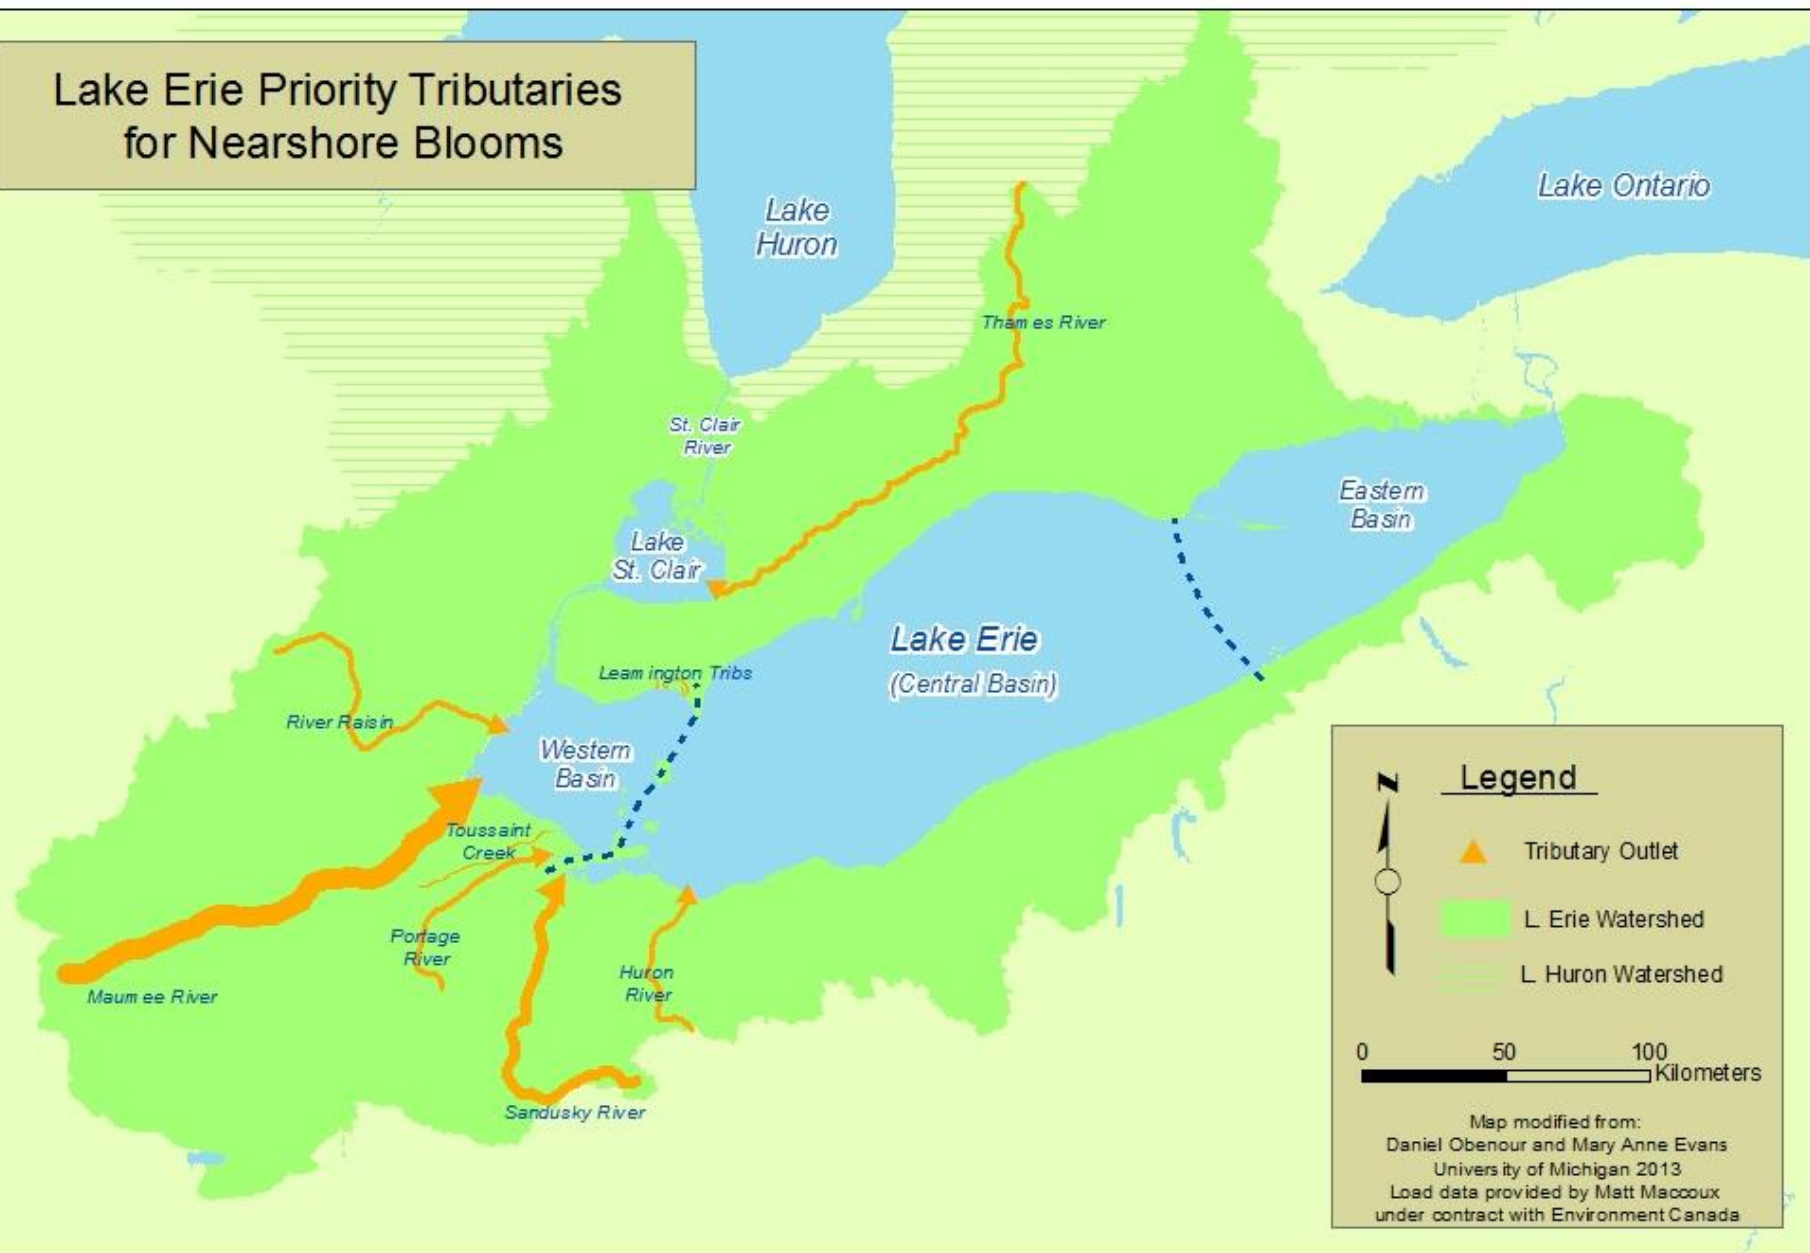 Lake Erie Priority Tributaries
for Nearshore Blooms
Lake
Huron
Lake Ontario
Thames River
St. Clair
River
Eastern
Basin
Lake
St. Clair
Lake Erie
(Central Basin)
Leamington Tribs
River Raisin
Western
Basin
Toussaint
Creek
Portage
River
Maumee River
Huron
River
Sandusky River
Legend
N
Tributary Outlet
L. Erie Watershed
L. Huron Watershed
0 50 100
Kilometers
Map modified from:
Daniel Obenour and Mary Anne Evans
University of Michigan 2013
Load data provided by Matt Maccoux
under contract with Environment Canada